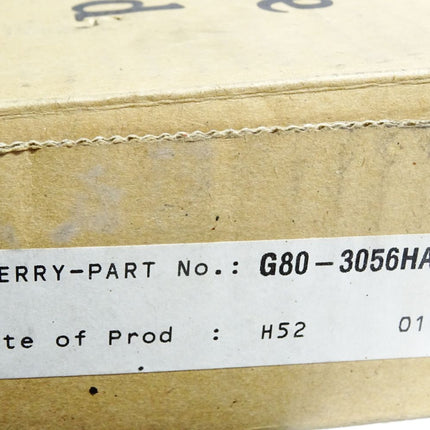 ERRY-PART No.: G80-3056HA
te of Prod : H52 01